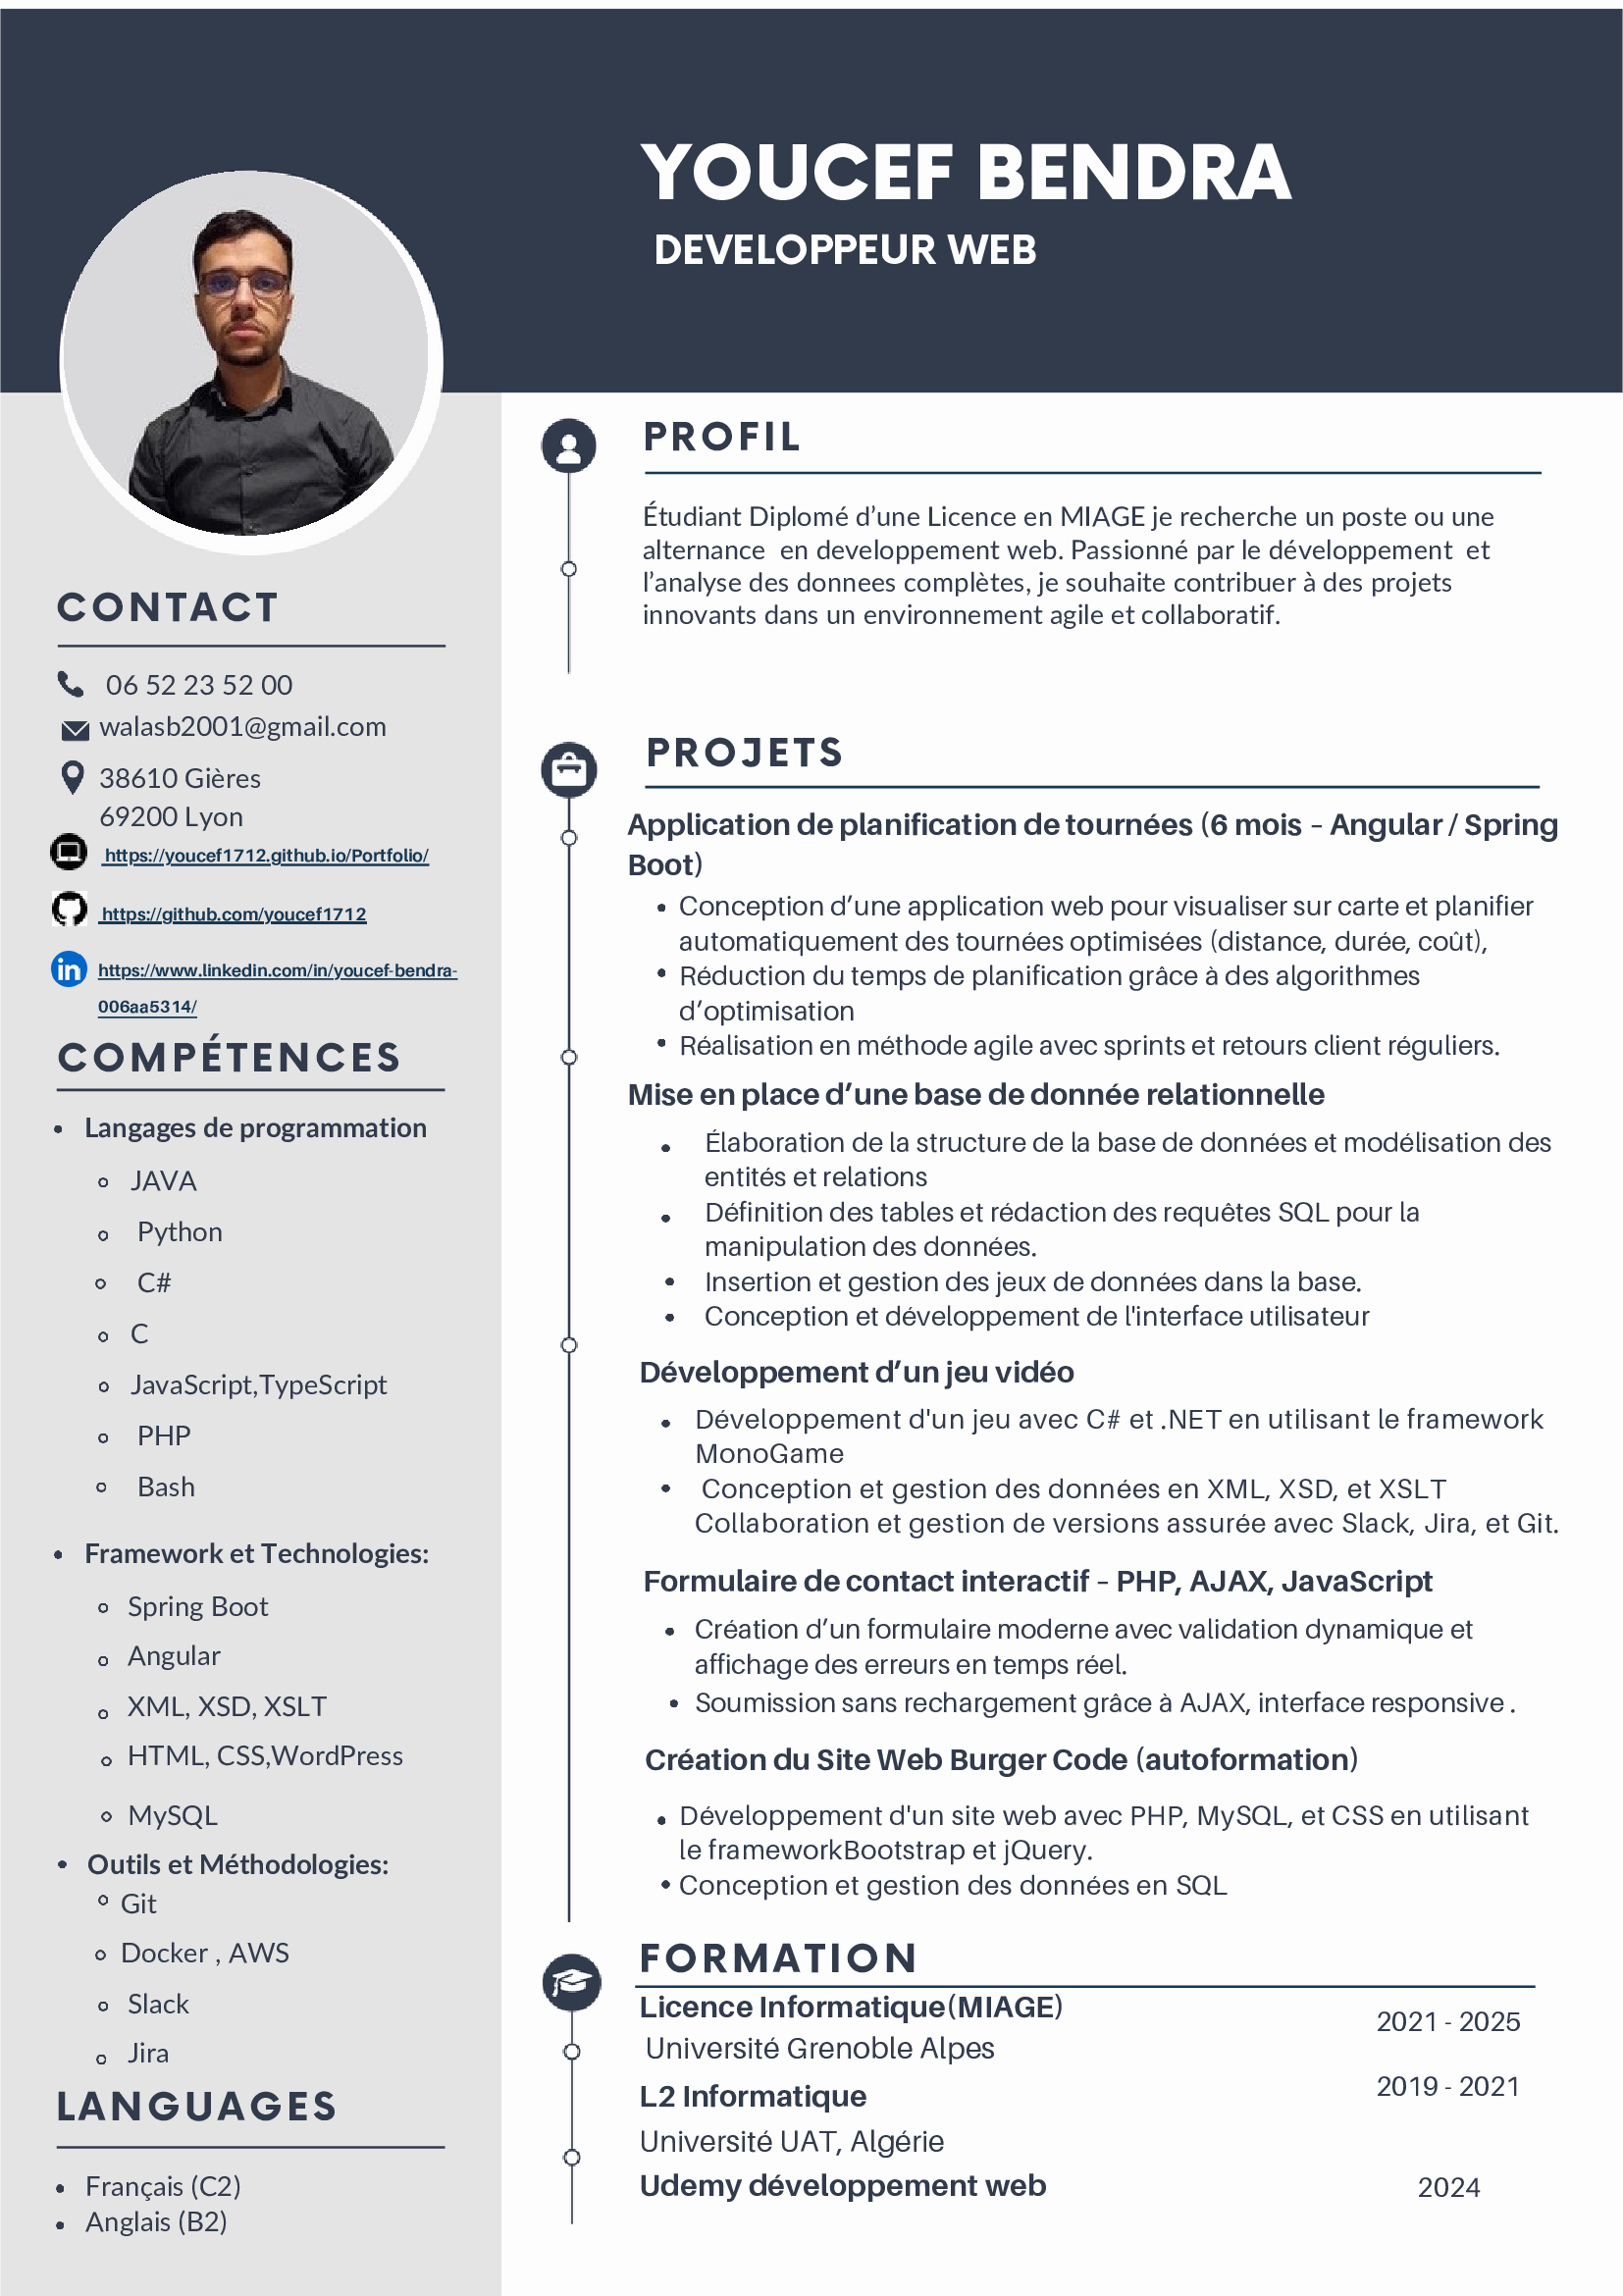 YOUCEF BENDRA
DEVELOPPEUR WEB
CONTACT
06 52 23 52 00
walasb2001@gmail.com
38610 Gières
69200 Lyon
https://youcef1712.github.io/Portfolio/
https://github.com/youcef1712
https://www.linkedin.com/in/youcef-bendra-
006aa5314/
COMPÉTENCES
• Langages de programmation
JAVA
Python
C#
C
JavaScript,TypeScript
PHP
Bash
• Framework et Technologies:
Spring Boot
Angular
XML, XSD, XSLT
HTML, CSS,WordPress
MySQL
• Outils et Méthodologies:
Git
Docker , AWS
Slack
Jira
LANGUAGES
• Français (C2)
• Anglais (B2)
PROFIL
Étudiant Diplomé d’une Licence en MIAGE je recherche un poste ou une
alternance en developpement web. Passionné par le développement et
l’analyse des donnees complètes, je souhaite contribuer à des projets
innovants dans un environnement agile et collaboratif.
PROJETS
Application de planification de tournées (6 mois – Angular / Spring
Boot)
• Conception d’une application web pour visualiser sur carte et planifier
automatiquement des tournées optimisées (distance, durée, coût),
• Réduction du temps de planification grâce à des algorithmes
d’optimisation
• Réalisation en méthode agile avec sprints et retours client réguliers.
Mise en place d’une base de donnée relationnelle
• Élaboration de la structure de la base de données et modélisation des
entités et relations
• Définition des tables et rédaction des requêtes SQL pour la
manipulation des données.
• Insertion et gestion des jeux de données dans la base.
• Conception et développement de l'interface utilisateur
Développement d’un jeu vidéo
• Développement d'un jeu avec C# et .NET en utilisant le framework
MonoGame
• Conception et gestion des données en XML, XSD, et XSLT
Collaboration et gestion de versions assurée avec Slack, Jira, et Git.
Formulaire de contact interactif – PHP, AJAX, JavaScript
• Création d’un formulaire moderne avec validation dynamique et
affichage des erreurs en temps réel.
• Soumission sans rechargement grâce à AJAX, interface responsive .
Création du Site Web Burger Code (autoformation)
• Développement d'un site web avec PHP, MySQL, et CSS en utilisant
le frameworkBootstrap et jQuery.
• Conception et gestion des données en SQL
FORMATION
Licence Informatique(MIAGE)
2021 - 2025
Université Grenoble Alpes
L2 Informatique
2019 - 2021
Université UAT, Algérie
Udemy développement web
2024